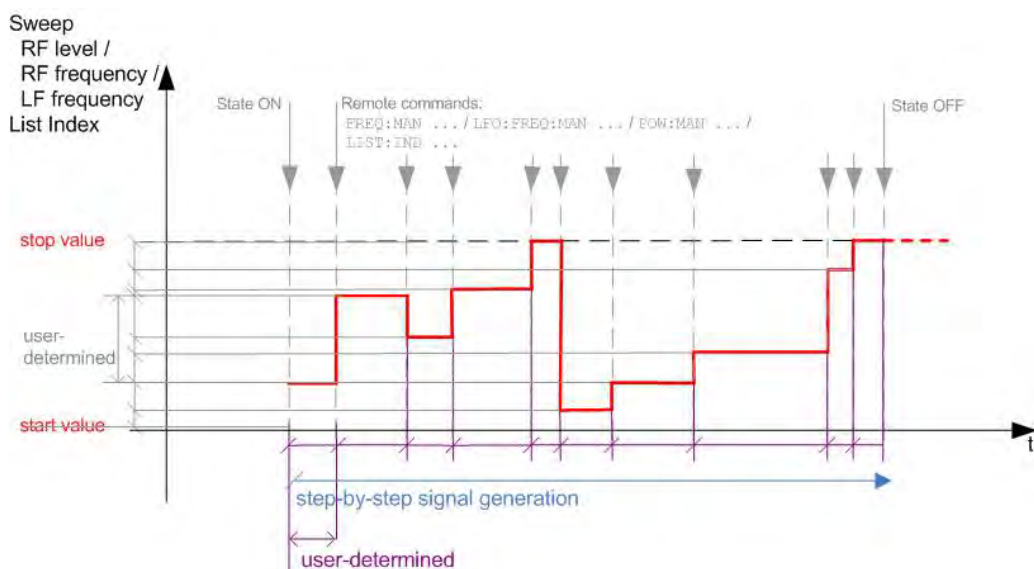 Sweep
RF level /
RF frequency /
LF frequency
List Index
State ON
Remote commands:
FREQ:MAN ... / LFO:FREQ:MAN ... / POW:MAN ... /
LIST:IND ...
State OFF
stop value
user-
determined
start value
t
step-by-step signal generation
user-determined